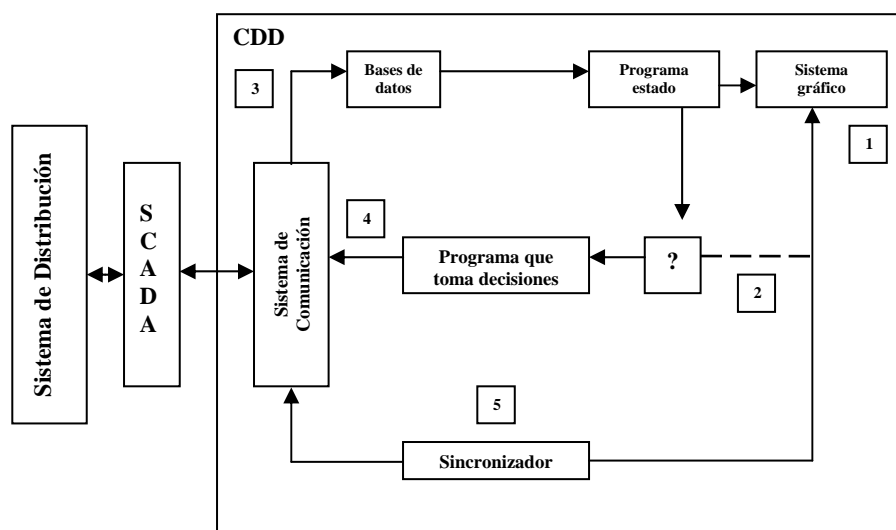 CDD
3
Bases de
datos
Programa
estado
Sistema
gráfico
1
Sistema de Distribución
S
C
A
D
A
Sistema de
Comunicación
4
Programa que
toma decisiones
?
2
5
Sincronizador